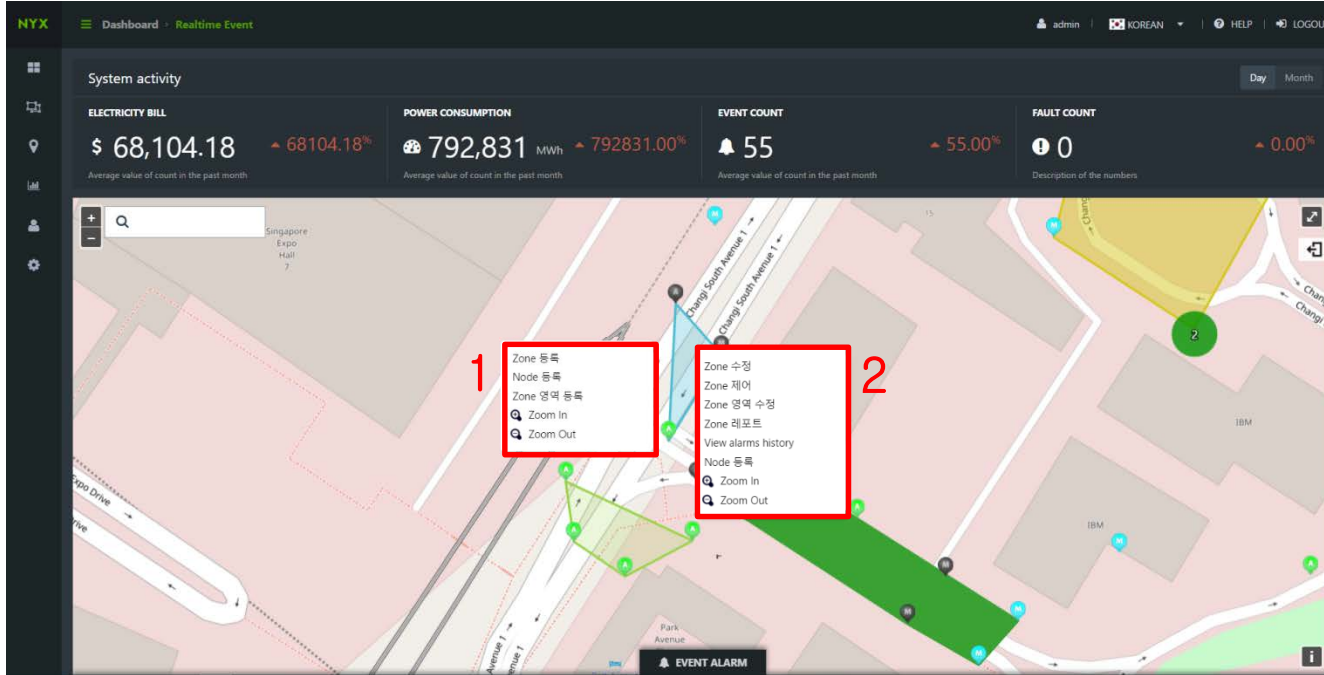 NYX
Dashboard
Realtime Event
admin
KOREAN
HELP
LOGOU
System activity
Day
Month
ELECTRICITY BILL
POWER CONSUMPTION
EVENT COUNT
FAULT COUNT
$ 68,104.18
68104.18%
792,831 MWh
792831.00%
55
55.00%
0
0.00%
Average value of count in the past month
Average value of count in the past month
Average value of count in the past month
Description of the numbers
+
−
Singapore
Expo
Hall
7
15
Changi South Avenue 1
Changi South Avenue 1
Changi
Changi
2
IBM
IBM
1
Zone 등록
Node 등록
Zone 영역 등록
Zoom In
Zoom Out
2
Zone 수정
Zone 제어
Zone 영역 수정
Zone 레포트
View alarms history
Node 등록
Zoom In
Zoom Out
Expo Drive
Park
Avenue
Avenue 1
EVENT ALARM
i